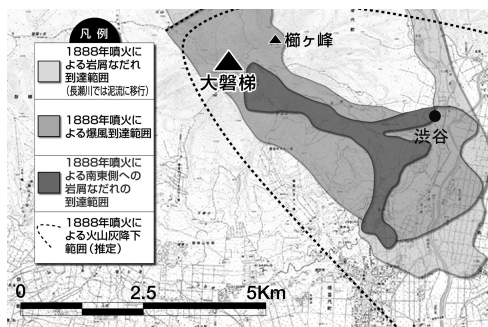 凡例
1888年噴火に
よる岩屑なだれ
到達範囲
(長瀬川では泥流に移行)
1888年噴火に
よる爆風到達範囲
1888年噴火に
よる南東側への
岩屑なだれの
到達範囲
1888年噴火に
よる火山灰降下
範囲(推定)
櫛ヶ峰
大磐梯
渋谷
0 2.5 5Km